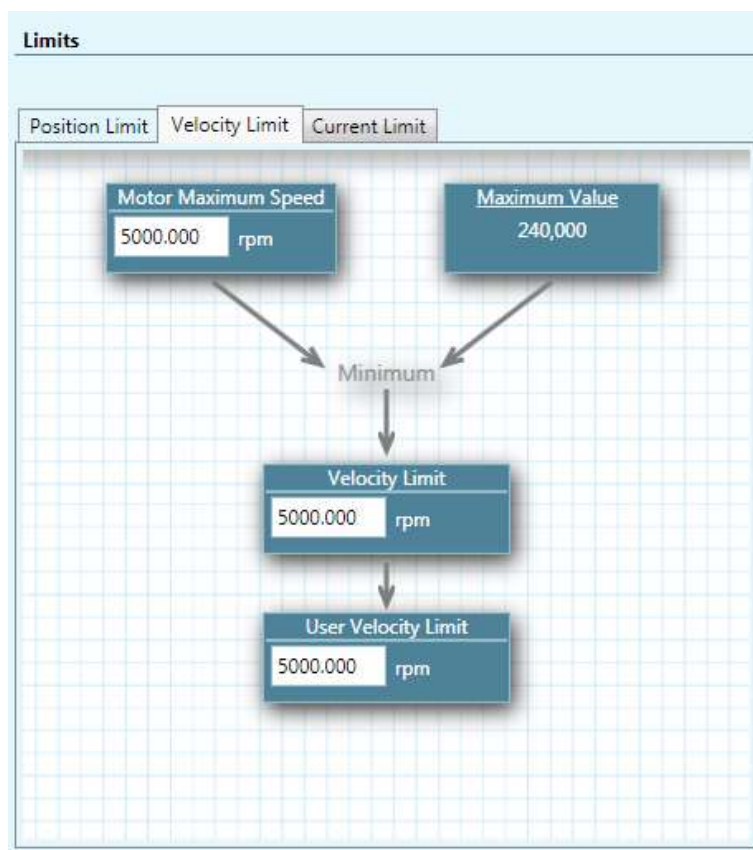 Limits
Position Limit Velocity Limit Current Limit
Motor Maximum Speed
5000.000 rpm
Maximum Value
240,000
Minimum
Velocity Limit
5000.000 rpm
User Velocity Limit
5000.000 rpm